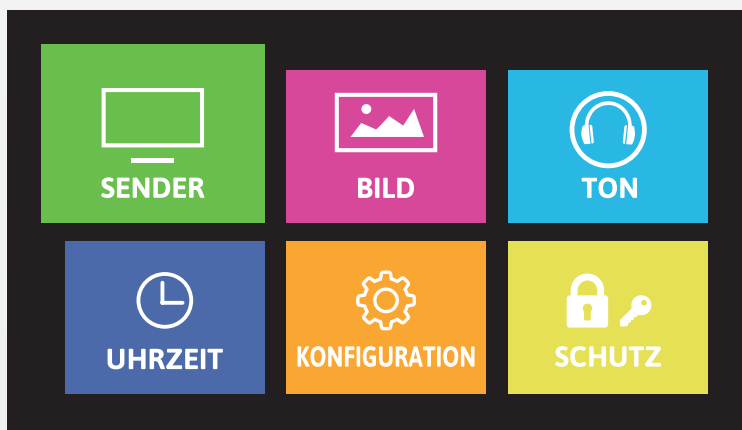 SENDER
BILD
TON
UHRZEIT
KONFIGURATION
SCHUTZ